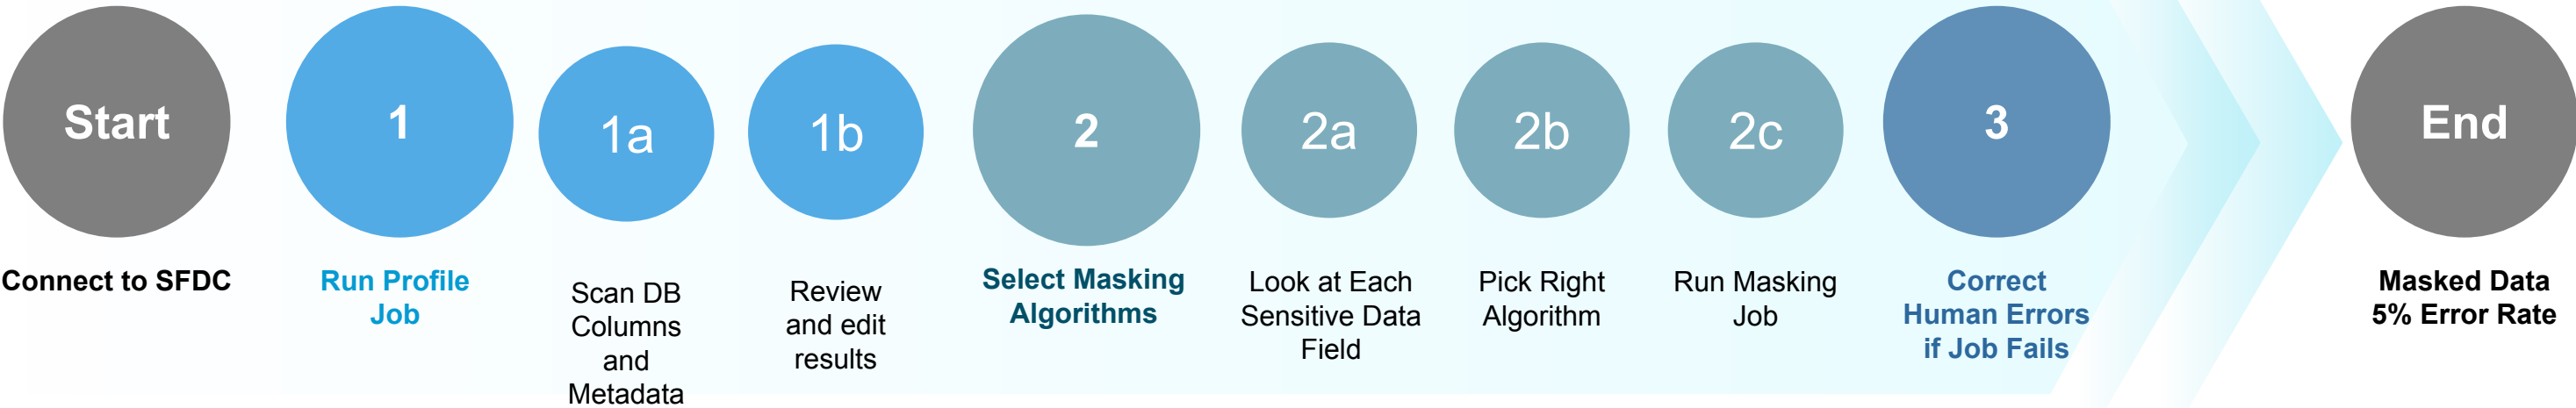 Start
Connect to SFDC
1
Run Profile
Job
1a
Scan DB
Columns
and
Metadata
1b
Review
and edit
results
2
Select Masking
Algorithms
2a
Look at Each
Sensitive Data
Field
2b
Pick Right
Algorithm
2c
Run Masking
Job
3
Correct
Human Errors
if Job Fails
End
Masked Data
5% Error Rate